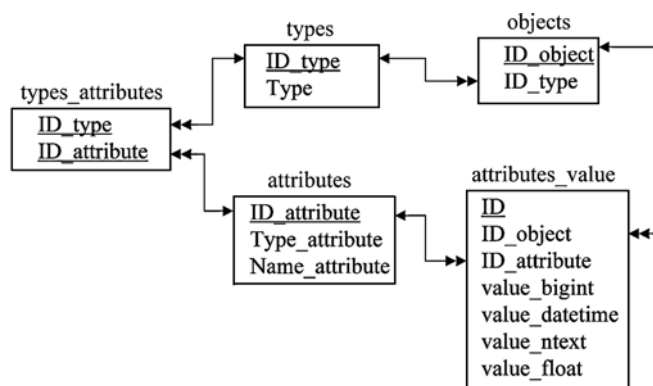 types
ID_type
Type
objects
ID_object
ID_type
types_attributes
ID_type
ID_attribute
attributes
ID_attribute
Type_attribute
Name_attribute
attributes_value
ID
ID_object
ID_attribute
value_bigint
value_datetime
value_ntext
value_float